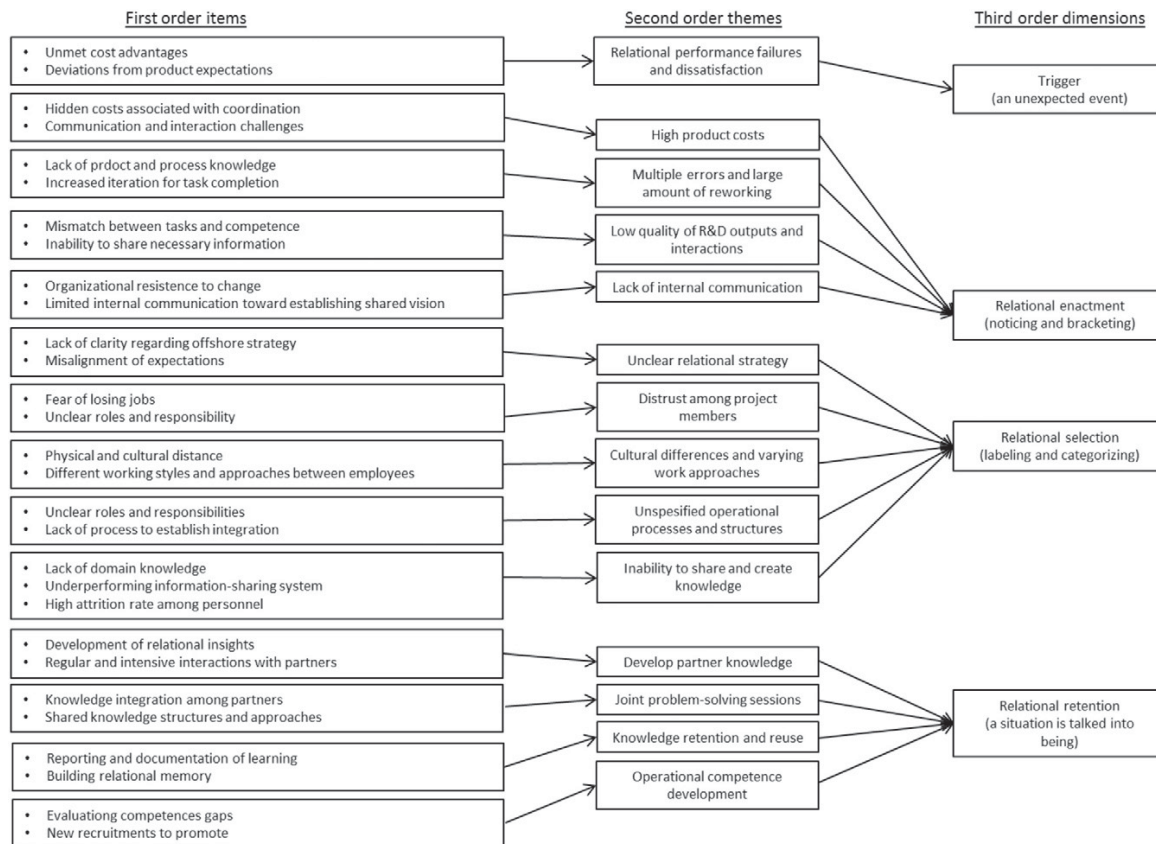 First order items
Second order themes
Third order dimensions
• Unmet cost advantages
• Deviations from product expectations
• Hidden costs associated with coordination
• Communication and interaction challenges
• Lack of prdoct and process knowledge
• Increased iteration for task completion
• Mismatch between tasks and competence
• Inability to share necessary information
• Organizational resistence to change
• Limited internal communication toward establishing shared vision
• Lack of clarity regarding offshore strategy
• Misalignment of expectations
• Fear of losing jobs
• Unclear roles and responsibility
• Physical and cultural distance
• Different working styles and approaches between employees
• Unclear roles and responsibilities
• Lack of process to establish integration
• Lack of domain knowledge
• Underperforming information-sharing system
• High attrition rate among personnel
• Development of relational insights
• Regular and intensive interactions with partners
• Knowledge integration among partners
• Shared knowledge structures and approaches
• Reporting and documentation of learning
• Building relational memory
• Evaluationg competences gaps
• New recruitments to promote
Relational performance failures
and dissatisfaction
High product costs
Multiple errors and large
amount of reworking
Low quality of R&D outputs and
interactions
Lack of internal communication
Unclear relational strategy
Distrust among project
members
Cultural differences and varying
work approaches
Unspesified operational
processes and structures
Inability to share and create
knowledge
Develop partner knowledge
Joint problem-solving sessions
Knowledge retention and reuse
Operational competence
development
Trigger
(an unexpected event)
Relational enactment
(noticing and bracketing)
Relational selection
(labeling and categorizing)
Relational retention
(a situation is talked into
being)